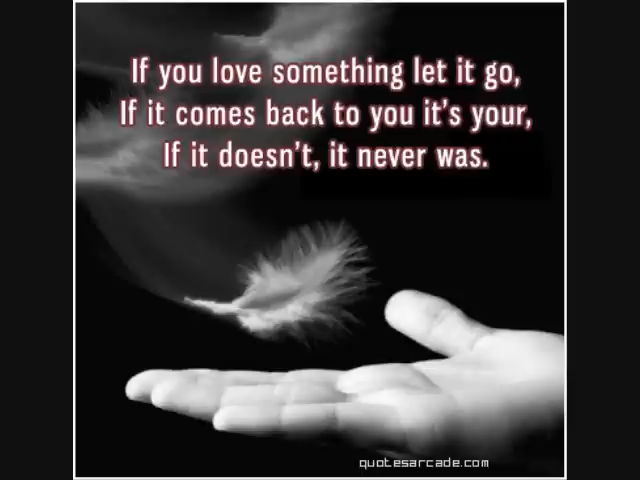 If you love something let it go,
If it comes back to you it's your,
If it doesn't, it never was.
quotesarcade.com